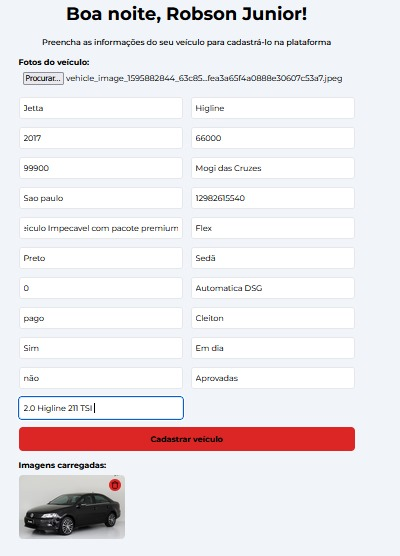 Boa noite, Robson Junior!
Preencha as informações do seu veículo para cadastrá-lo na plataforma
Fotos do veículo:
Procurar... vehicle_image_1595882844_63c85...fea3a65f4a0888e30607c53a7.jpeg
Jetta Higline
2017 66000
99900 Mogi das Cruzes
Sao paulo 12982615540
eiculo Impecavel com pacote premium Flex
Preto Sedã
0 Automatica DSG
pago Cleiton
Sim Em dia
não Aprovadas
2.0 Higline 211 TSI
Cadastrar veículo
Imagens carregadas: